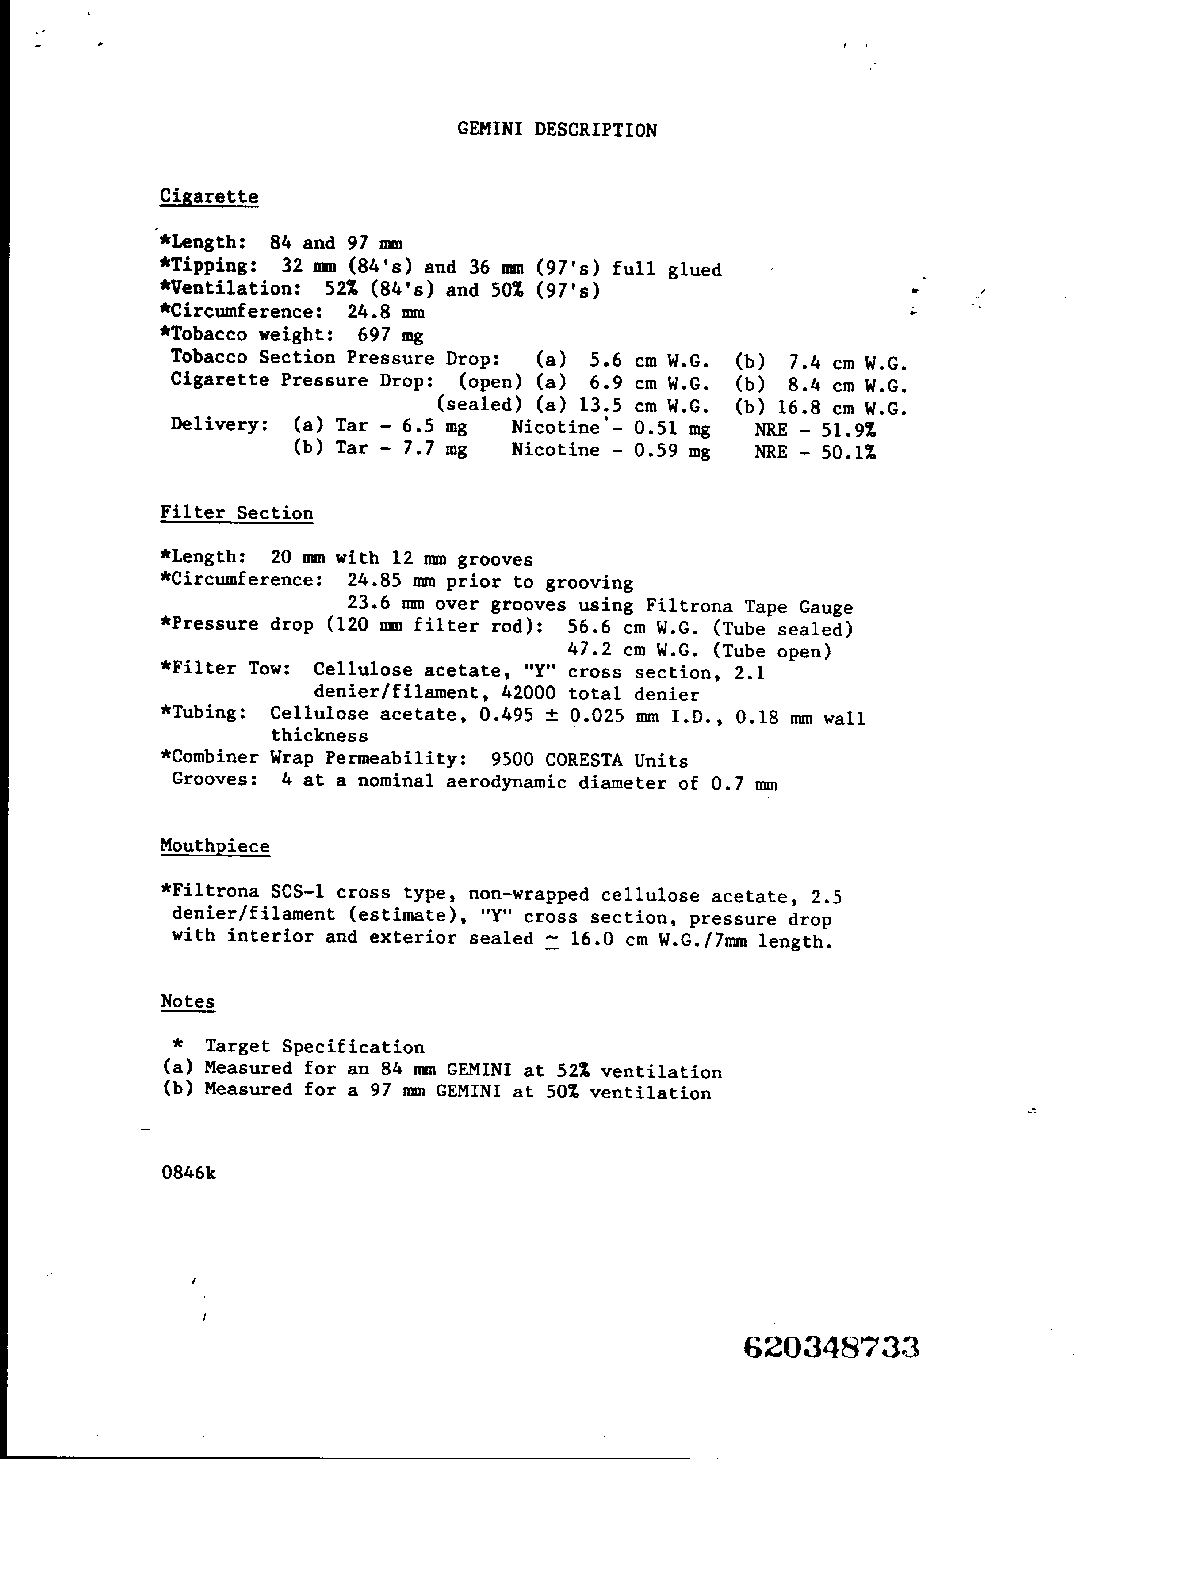 GEMINI DESCRIPTION
Cigarette
*Length: 84 and 97 mm
*Tipping: 32 mm (84's) and 36 mm (97's) full glued
*Ventilation: 52% (84's) and 50% (97's)
*Circumference: 24.8 mm
*Tobacco weight: 697 mg
Tobacco Section Pressure Drop: (a) 5.6 cm W.G. (b) 7.4 cm W.G.
Cigarette Pressure Drop: (open) (a) 6.9 cm W.G. (b) 8.4 cm W.G.
(sealed) (a) 13.5 cm W.G. (b) 16.8 cm W.G.
Delivery: (a) Tar - 6.5 mg Nicotine - 0.51 mg NRE - 51.9%
(b) Tar - 7.7 mg Nicotine - 0.59 mg NRE - 50.1%
Filter Section
*Length: 20 mm with 12 mm grooves
*Circumference: 24.85 mm prior to grooving
23.6 mm over grooves using Filtrona Tape Gauge
*Pressure drop (120 mm filter rod): 56.6 cm W.G. (Tube sealed)
47.2 cm W.G. (Tube open)
*Filter Tow: Cellulose acetate, "Y" cross section, 2.1
denier/filament, 42000 total denier
*Tubing: Cellulose acetate, 0.495 ± 0.025 mm I.D., 0.18 mm wall
thickness
*Combiner Wrap Permeability: 9500 CORESTA Units
Grooves: 4 at a nominal aerodynamic diameter of 0.7 mm
Mouthpiece
*Filtrona SCS-1 cross type, non-wrapped cellulose acetate, 2.5
denier/filament (estimate), "Y" cross section, pressure drop
with interior and exterior sealed ~ 16.0 cm W.G./7mm length.
Notes
* Target Specification
(a) Measured for an 84 mm GEMINI at 52% ventilation
(b) Measured for a 97 mm GEMINI at 50% ventilation
0846k
620348733